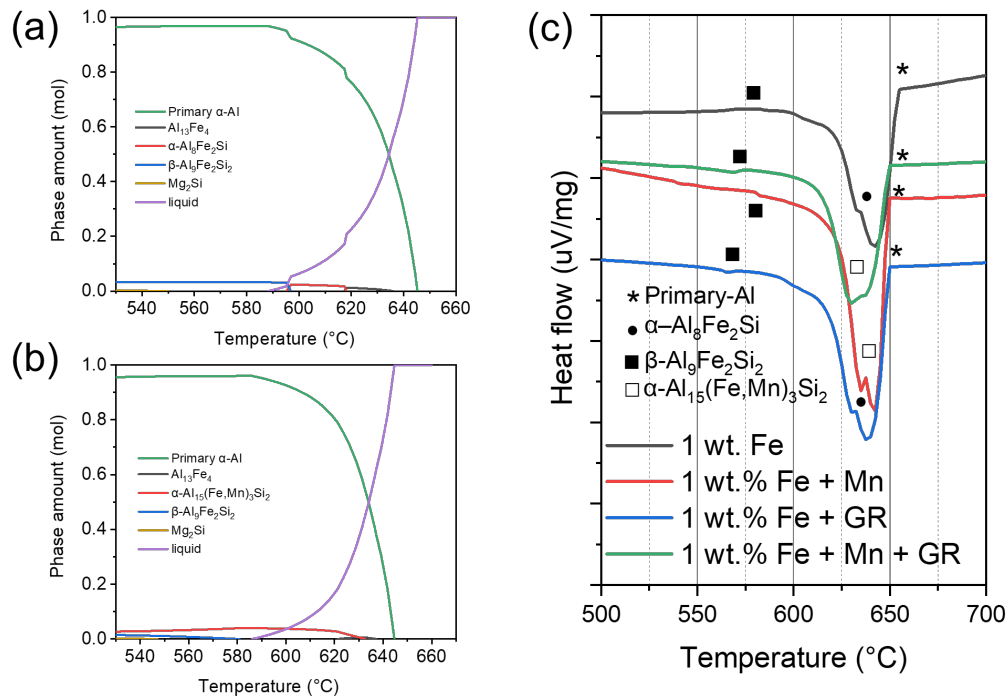 (a)
Phase amount (mol)
1.0
0.8
0.6
0.4
0.2
0.0
Primary α-Al
Al₁₃Fe₄
α-Al₈Fe₂Si
β-Al₉Fe₂Si₂
Mg₂Si
liquid
540 560 580 600 620 640 660
Temperature (°C)
(b)
Phase amount (mol)
1.0
0.8
0.6
0.4
0.2
0.0
Primary α-Al
Al₁₃Fe₄
α-Al₁₅(Fe,Mn)₃Si₂
β-Al₉Fe₂Si₂
Mg₂Si
liquid
540 560 580 600 620 640 660
Temperature (°C)
(c)
Heat flow (uV/mg)
* Primary-Al
● α–Al₈Fe₂Si
■ β-Al₉Fe₂Si₂
□ α-Al₁₅(Fe,Mn)₃Si₂
1 wt. Fe
1 wt.% Fe + Mn
1 wt.% Fe + GR
1 wt.% Fe + Mn + GR
500 550 600 650 700
Temperature (°C)